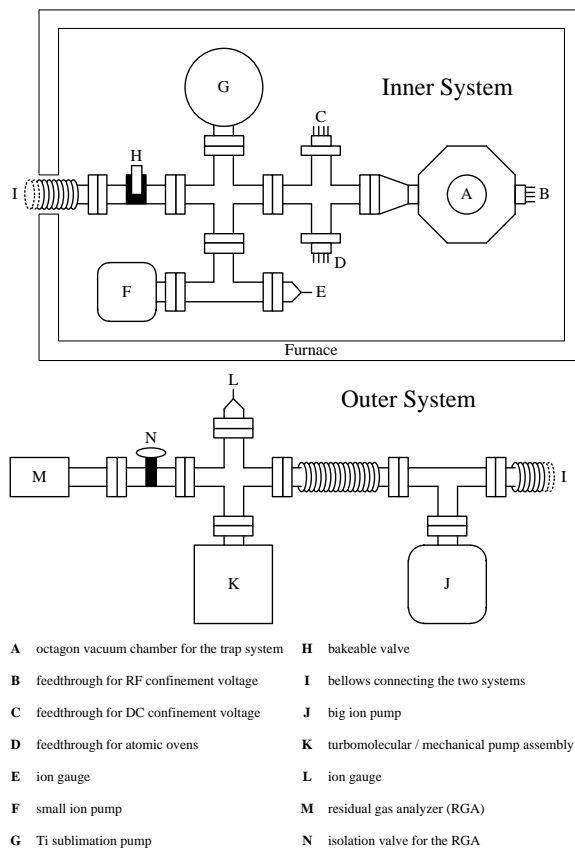 G
Inner System
C
H
I
A
B
D
F
E
Furnace
L
Outer System
N
M
I
K
J
A octagon vacuum chamber for the trap system
H bakeable valve
B feedthrough for RF confinement voltage
I bellows connecting the two systems
C feedthrough for DC confinement voltage
J big ion pump
D feedthrough for atomic ovens
K turbomolecular / mechanical pump assembly
E ion gauge
L ion gauge
F small ion pump
M residual gas analyzer (RGA)
G Ti sublimation pump
N isolation valve for the RGA